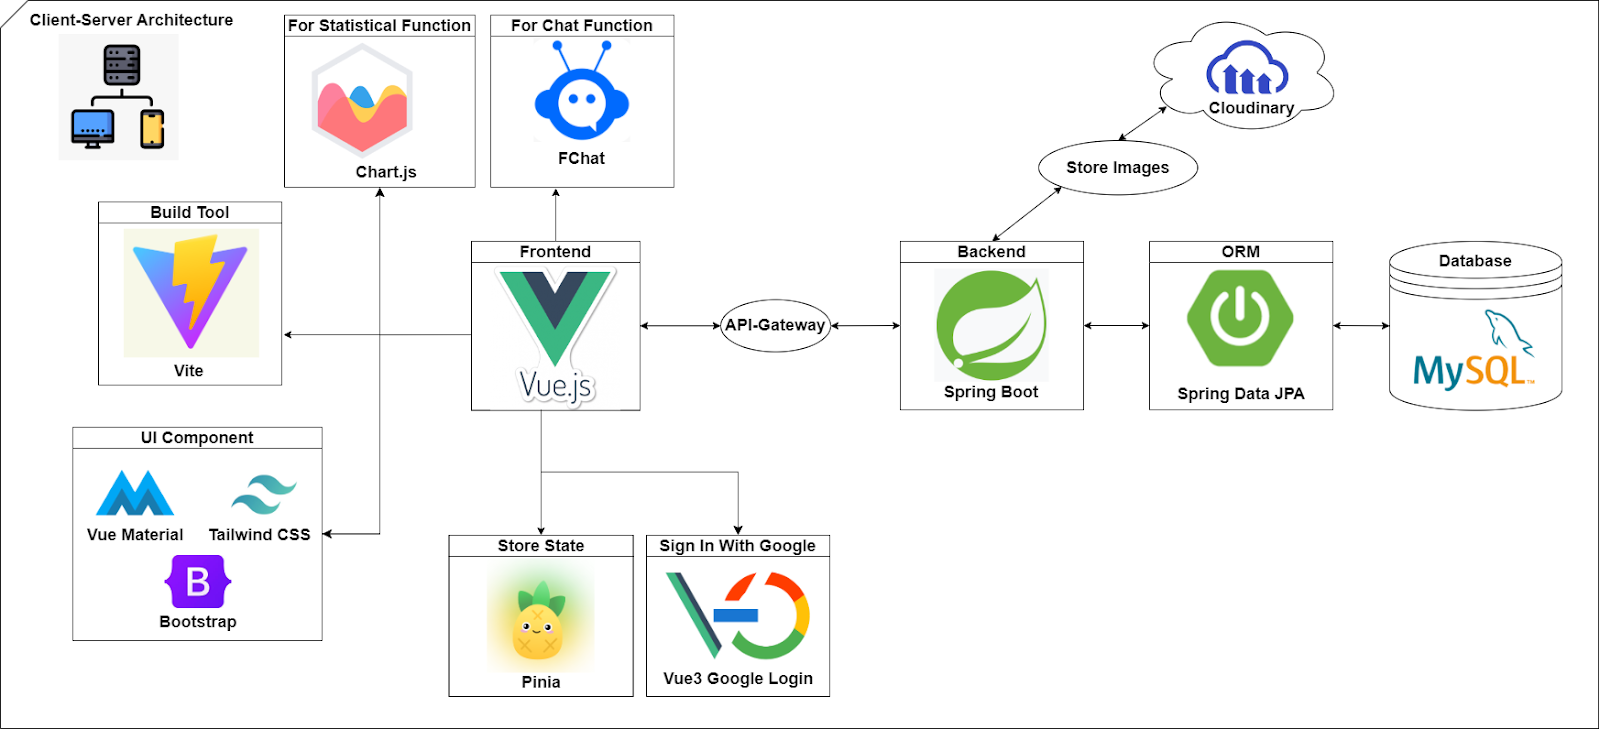 Client-Server Architecture
For Statistical Function
Chart.js
For Chat Function
FChat
Cloudinary
Store Images
Build Tool
Vite
Frontend
Vue.js
API-Gateway
Backend
Spring Boot
ORM
Spring Data JPA
Database
MySQL™
UI Component
Vue Material
Tailwind CSS
B
Bootstrap
Store State
Pinia
Sign In With Google
Vue3 Google Login